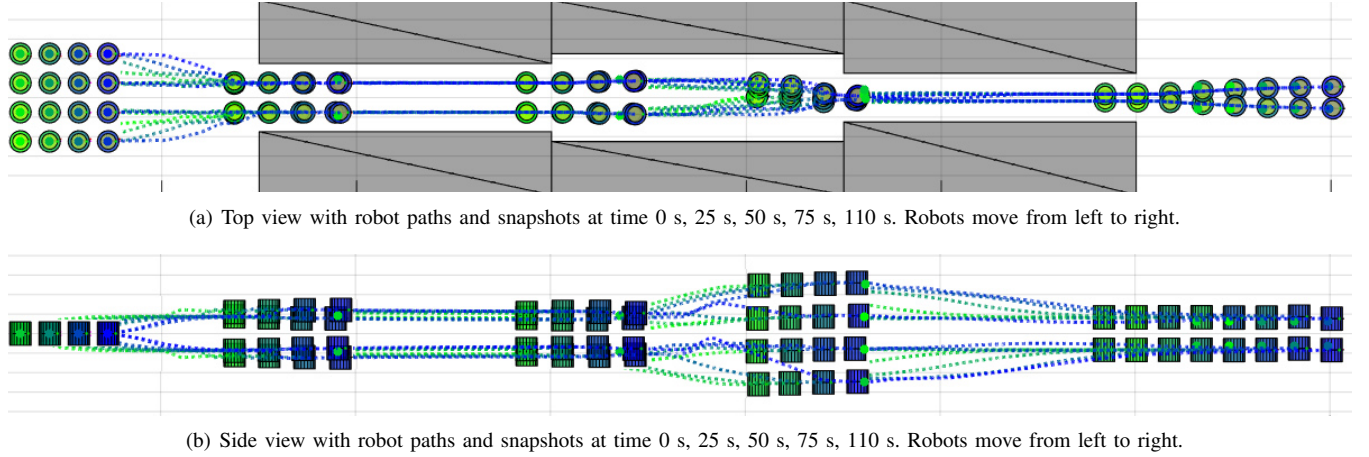 (a) Top view with robot paths and snapshots at time 0 s, 25 s, 50 s, 75 s, 110 s. Robots move from left to right.
(b) Side view with robot paths and snapshots at time 0 s, 25 s, 50 s, 75 s, 110 s. Robots move from left to right.